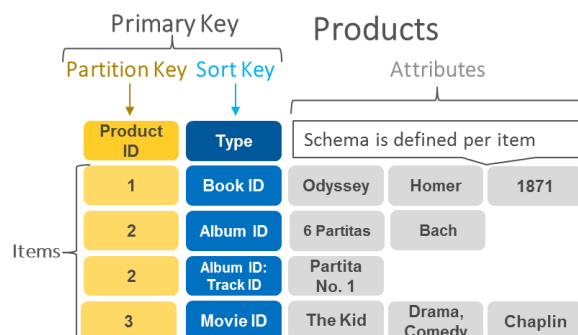 Primary Key
Products
Partition Key
Sort Key
Attributes
Product
ID
Type
Schema is defined per item
1
Book ID
Odyssey
Homer
1871
2
Album ID
6 Partitas
Bach
Items
2
Album ID:
Track ID
Partita
No. 1
3
Movie ID
The Kid
Drama,
Comedy
Chaplin